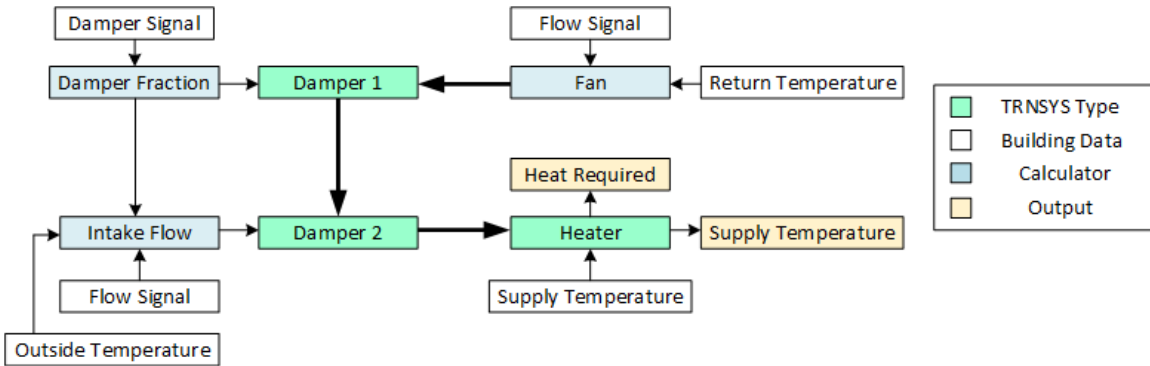 Damper Signal
Flow Signal
Damper Fraction
Damper 1
Fan
Return Temperature
TRNSYS Type
Building Data
Heat Required
Calculator
Output
Intake Flow
Damper 2
Heater
Supply Temperature
Flow Signal
Supply Temperature
Outside Temperature